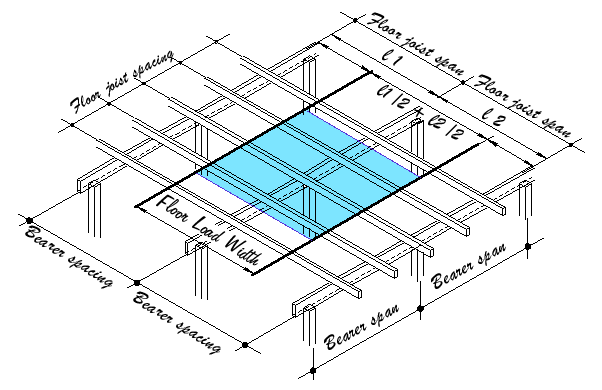 Floor joist span
Floor joist spacing
l 1
Floor joist span
l1 /2 + l2 /2
l 2
Floor Load Width
Bearer spacing
Bearer span
Bearer spacing
Bearer span